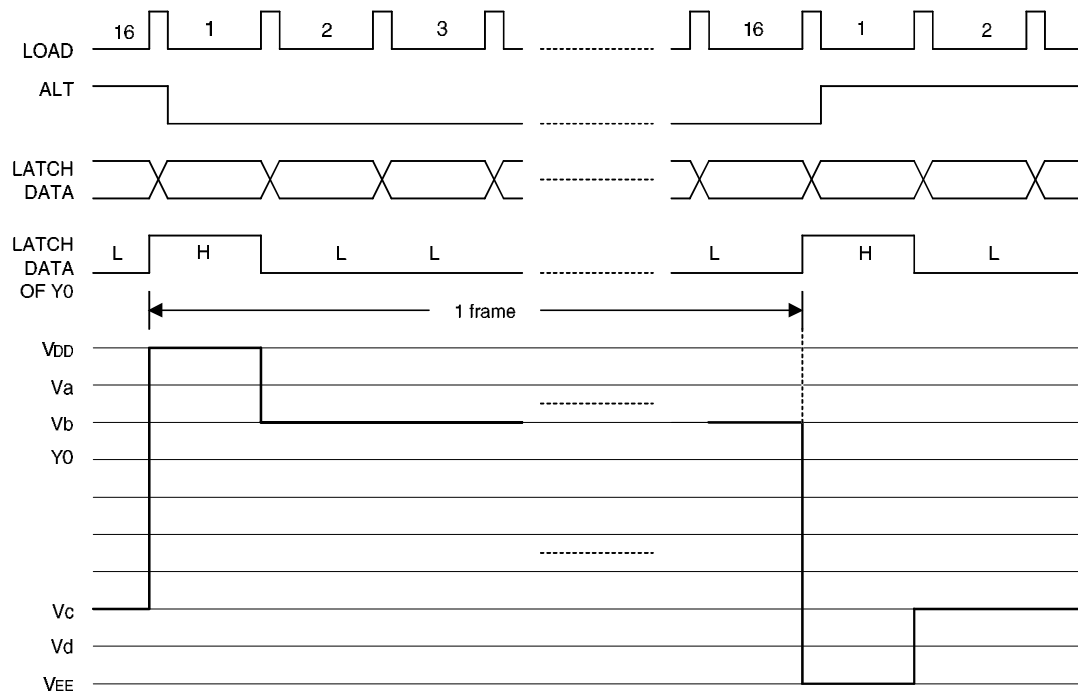 16 1 2 3 16 1 2
LOAD
ALT
LATCH
DATA
LATCH
DATA
OF Y0
L H L L L H L
1 frame
VDD
Va
Vb
Y0
Vc
Vd
VEE